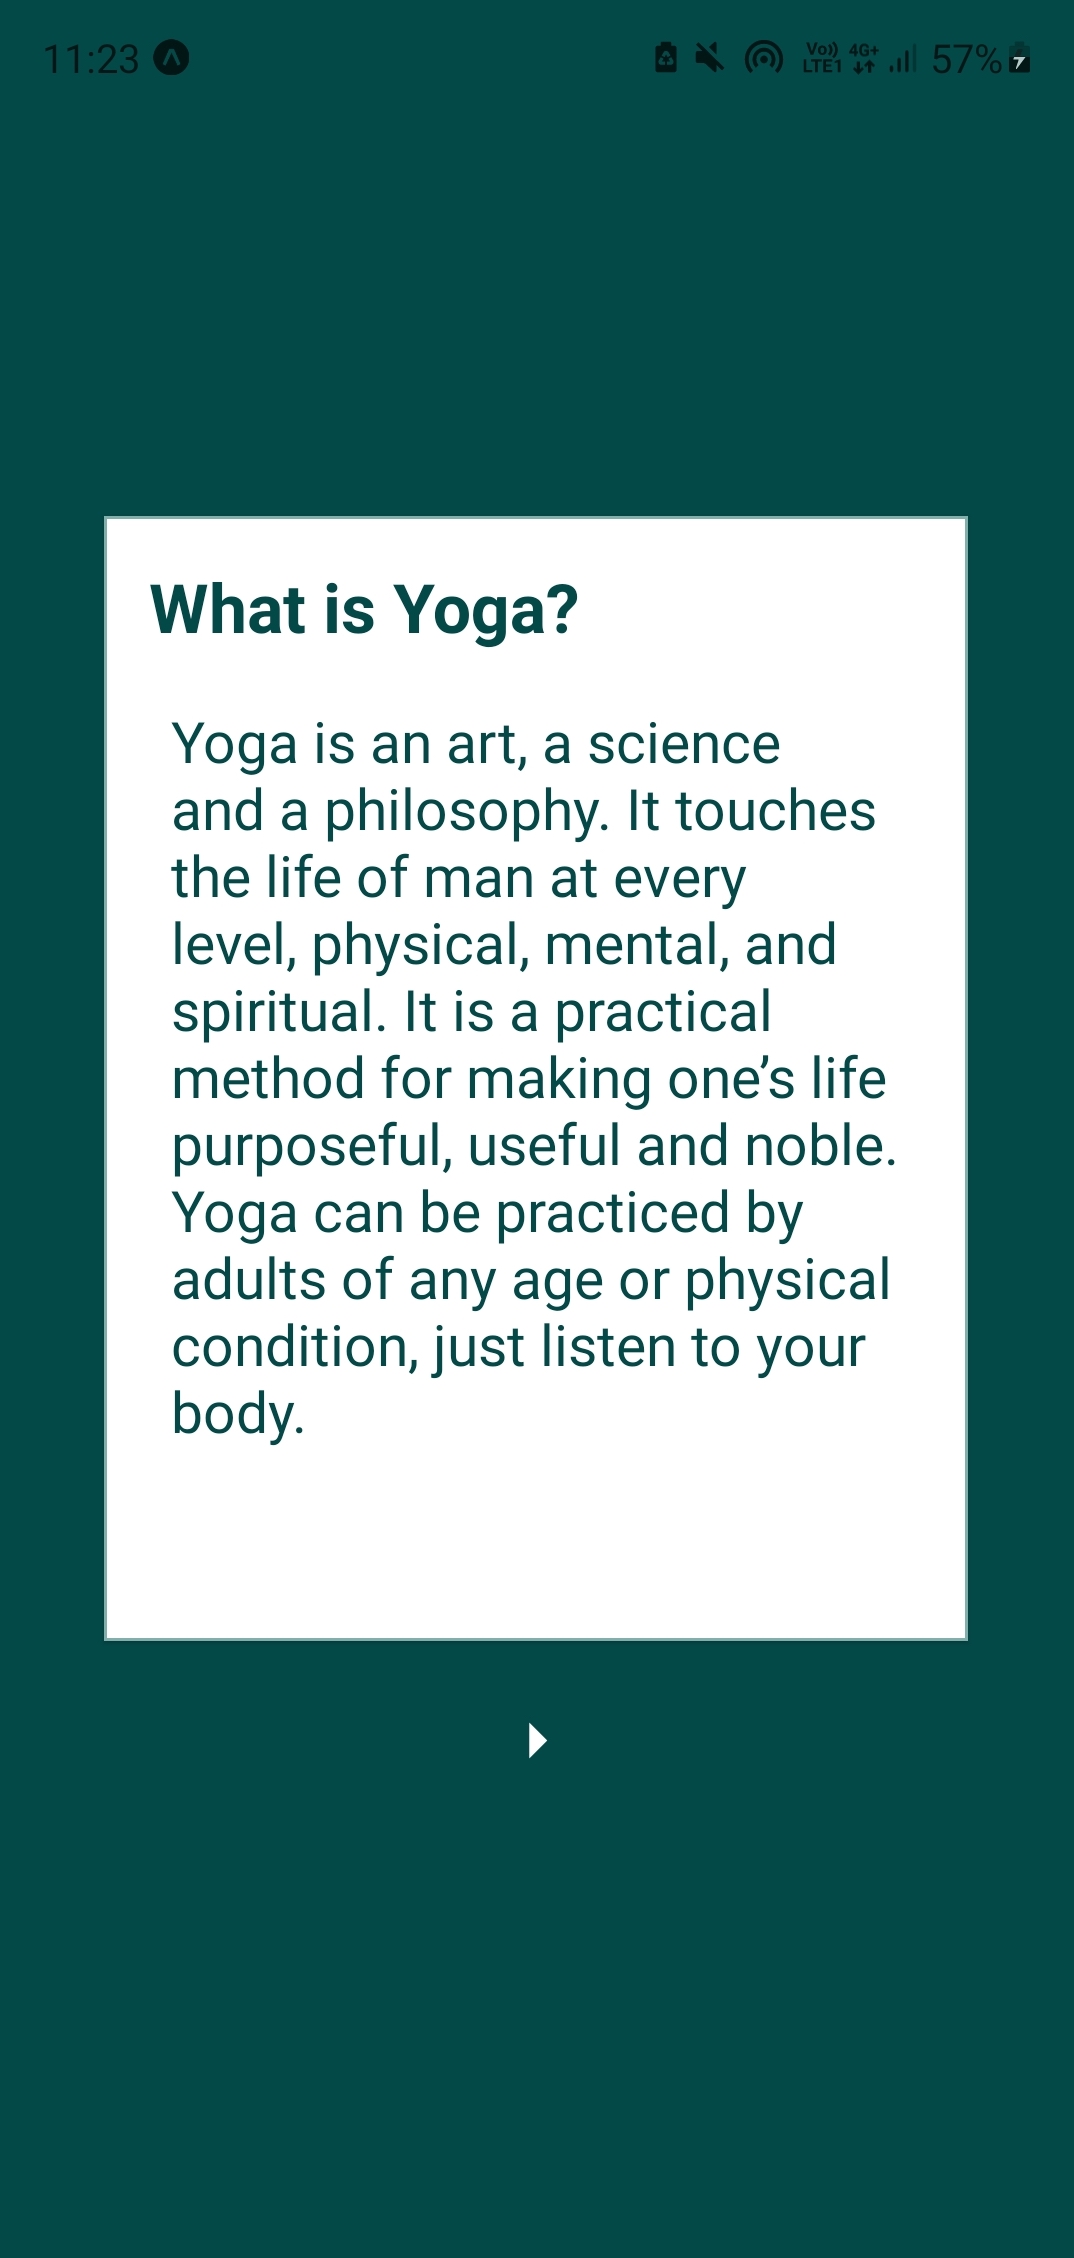 11:23
Vo)) 4G+
LTE1
57%
What is Yoga?
Yoga is an art, a science
and a philosophy. It touches
the life of man at every
level, physical, mental, and
spiritual. It is a practical
method for making one’s life
purposeful, useful and noble.
Yoga can be practiced by
adults of any age or physical
condition, just listen to your
body.